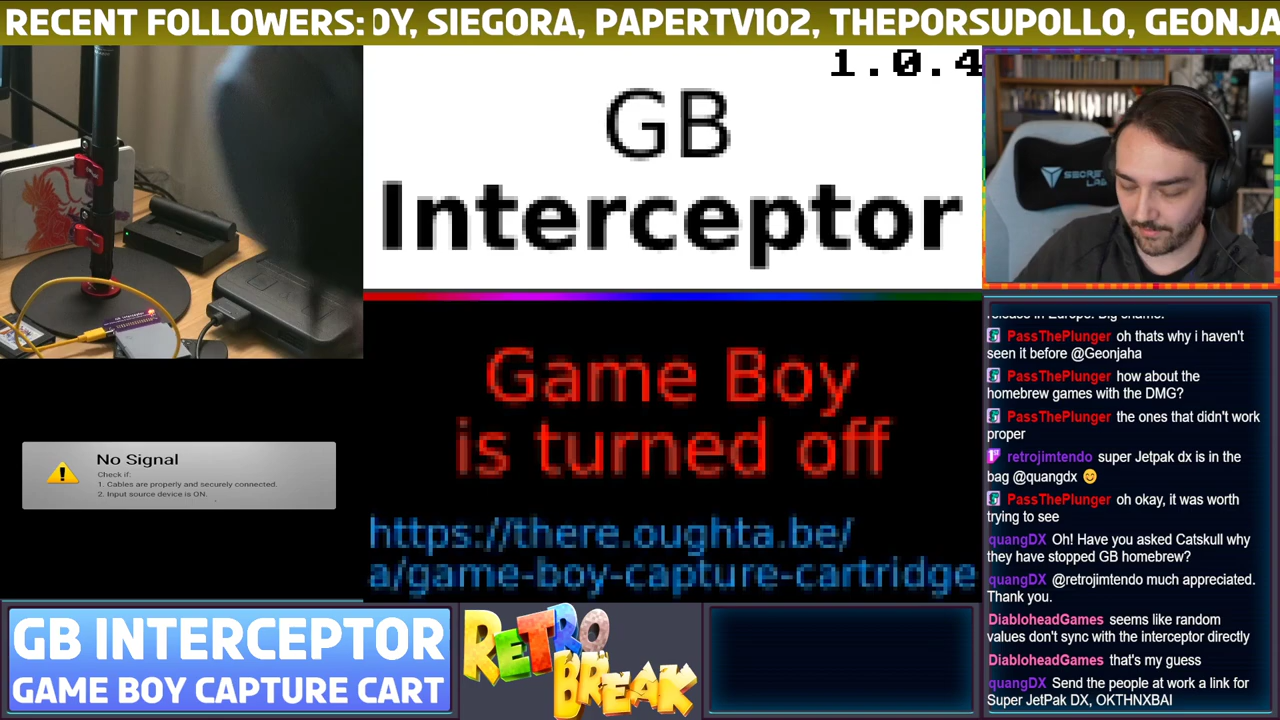 RECENT FOLLOWERS: DY, SIEGORA, PAPERTV102, THEPORSUPOLLO, GEONJA
1.0.4
GB
Interceptor
SECRET
LAB
Game Boy
is turned off
https://there.oughta.be/
a/game-boy-capture-cartridge
No Signal
Check if:
1. Cables are properly and securely connected.
2. Input source device is ON.
release in Europe. Big shame.
PassThePlunger oh thats why i haven't
seen it before @Geonjaha
PassThePlunger how about the
homebrew games with the DMG?
PassThePlunger the ones that didn't work
proper
retrojimtendo super Jetpak dx is in the
bag @quangdx 😊
PassThePlunger oh okay, it was worth
trying to see
quangDX Oh! Have you asked Catskull why
they have stopped GB homebrew?
quangDX @retrojimtendo much appreciated.
Thank you.
DiabloheadGames seems like random
values don't sync with the interceptor directly
DiabloheadGames that's my guess
quangDX Send the people at work a link for
Super JetPak DX, OKTHNXBAI
GB INTERCEPTOR
GAME BOY CAPTURE CART
RETRO
BREAK